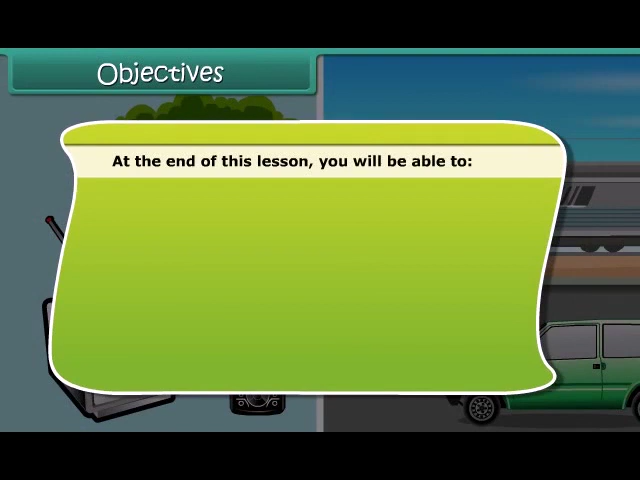 Objectives
At the end of this lesson, you will be able to: